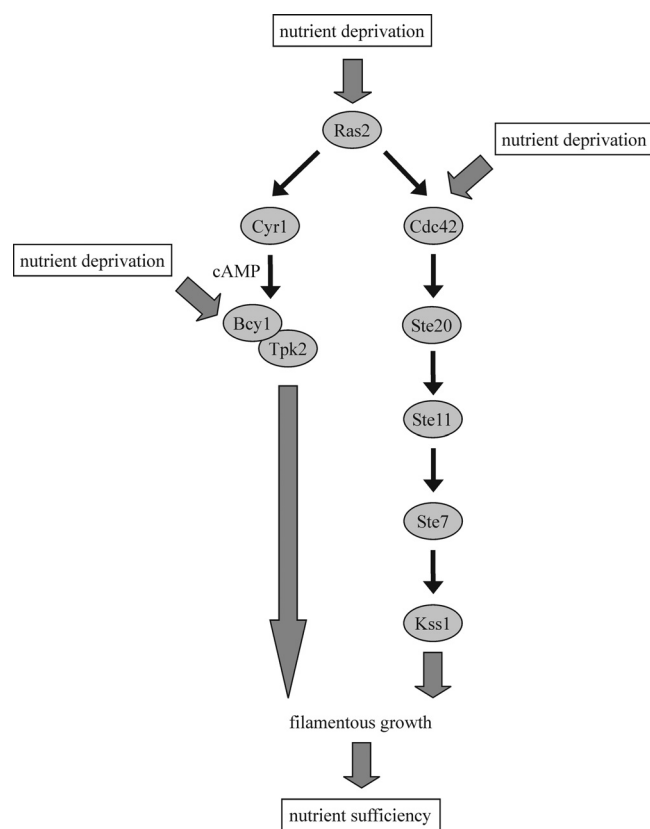 nutrient deprivation
Ras2
nutrient deprivation
Cyr1
Cdc42
nutrient deprivation
cAMP
Bcy1
Tpk2
Ste20
Ste11
Ste7
Kss1
filamentous growth
nutrient sufficiency